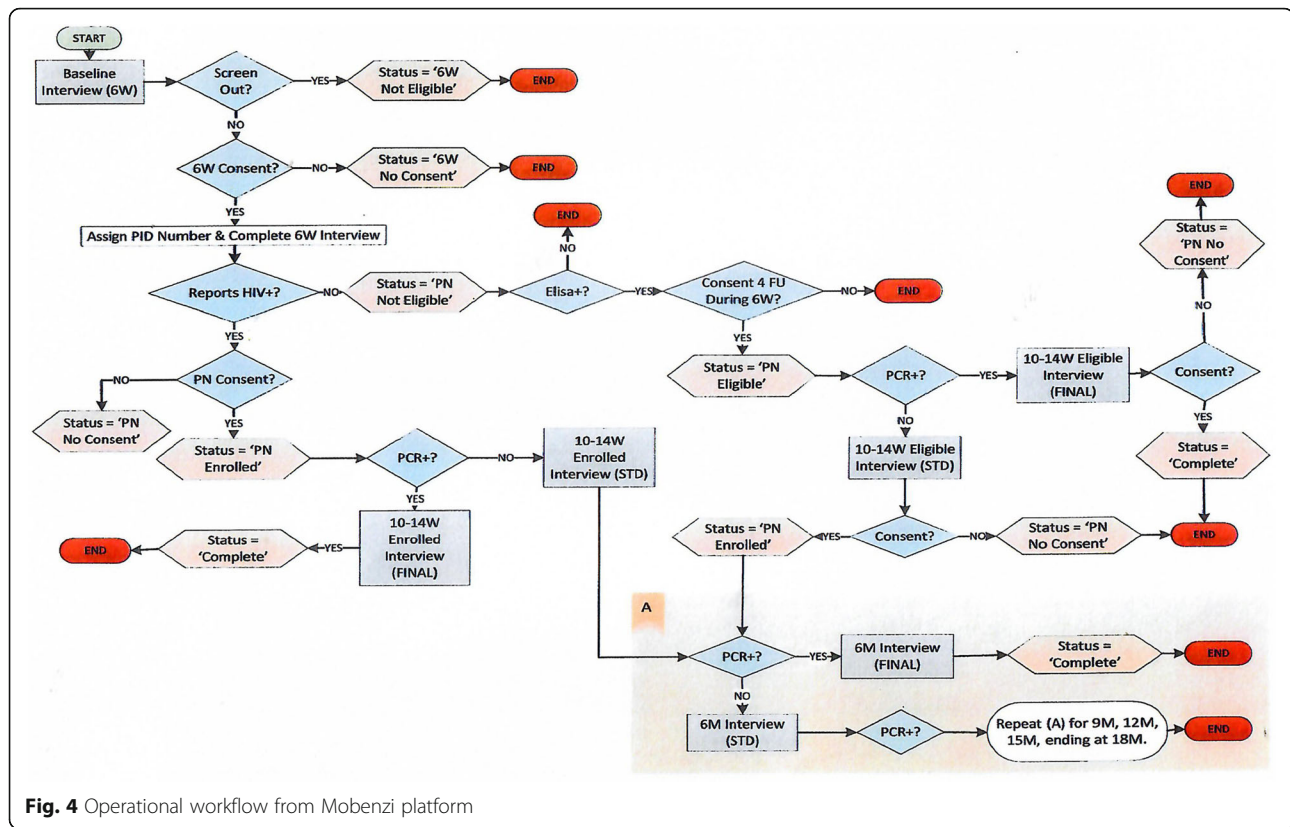 START
Baseline
Interview (6W)
Screen
Out?
YES
Status = ‘6W
Not Eligible’
END
NO
6W Consent?
NO
Status = ‘6W
No Consent’
END
YES
Assign PID Number & Complete 6W Interview
Reports HIV+?
NO
Status = ‘PN
Not Eligible’
Elisa+?
NO
END
YES
Consent 4 FU
During 6W?
NO
END
YES
Status = ‘PN
Eligible’
PCR+?
YES
10-14W Eligible
Interview
(FINAL)
Consent?
NO
Status =
‘PN No
Consent’
END
YES
Status =
‘Complete’
END
NO
10-14W Eligible
Interview (STD)
Consent?
NO
Status = ‘PN
No Consent’
YES
Status = ‘PN
Enrolled’
YES
PN Consent?
NO
Status = ‘PN
No Consent’
YES
Status = ‘PN
Enrolled’
PCR+?
NO
10-14W
Enrolled
Interview (STD)
YES
10-14W
Enrolled
Interview
(FINAL)
YES
Status =
‘Complete’
END
A
PCR+?
YES
6M Interview
(FINAL)
Status =
‘Complete’
END
NO
6M Interview
(STD)
PCR+?
Repeat (A) for 9M, 12M,
15M, ending at 18M.
END
Fig. 4 Operational workflow from Mobenzi platform